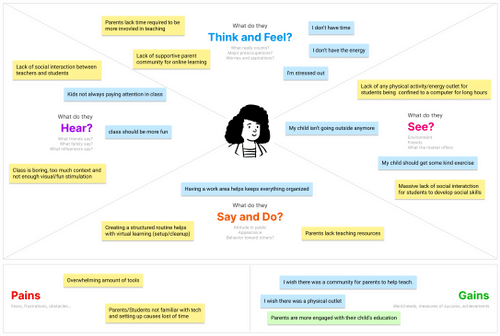 Parents lack time required to be
more involved in teaching
What do they
Think and Feel?
What really counts?
Major preoccupations?
Worries and aspirations?
I don't have time
I don't have the energy
I'm stressed out
Lack of supportive parent
community for online learning
Lack of social interaction between
teachers and students
Kids not always paying attention in class
What do they
Hear?
What friends say?
What family say?
What influencers say?
class should be more fun
Class is boring, too much context and
not enough visual/fun stimulation
Lack of any physical activity/energy outlet for
students being confined to a computer for long hours
My child isn't going outside anymore
What do they
See?
Environment
Friends
What the market offers
My child should get some kind exercise
Massive lack of social interatction
for students to develop social skills
Having a work area helps keeps everything organized
What do they
Say and Do?
Attitude in public
Appearance
Behavior toward others?
Creating a structured routine helps
with virtual learning (setup/cleanup)
Parents lack teaching resources
Pains
Fears, frustrations, obstacles...
Overwhelming amount of tools
Parents/Students not familiar with tech
and setting up causes lost of time
I wish there was a community for parents to help teach.
I wish there was a physical outlet
Parents are more engaged with their child's education
Gains
Wants/needs, measures of success, achievements